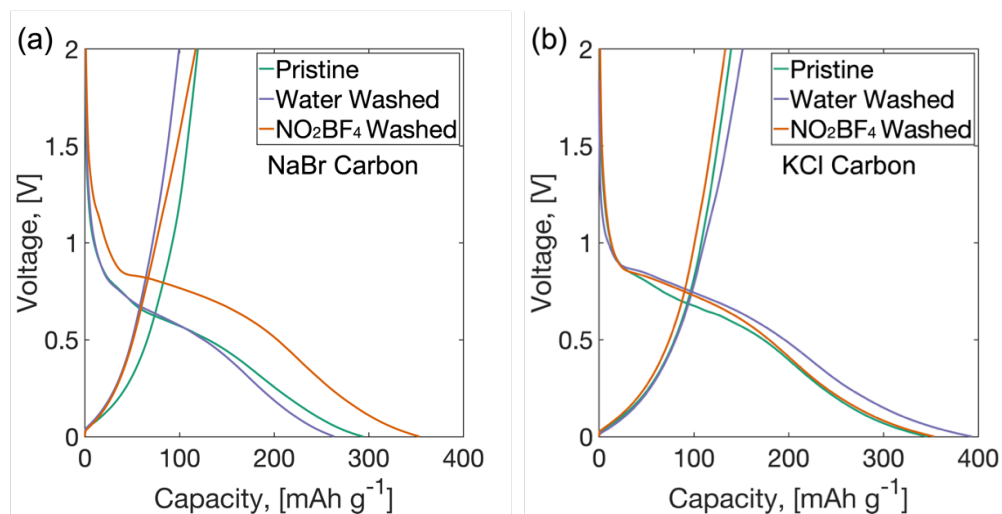 (a)
Pristine
Water Washed
NO₂BF₄ Washed
NaBr Carbon
Voltage, [V]
2
1.5
1
0.5
0
0 100 200 300 400
Capacity, [mAh g⁻¹]
(b)
Pristine
Water Washed
NO₂BF₄ Washed
KCl Carbon
Voltage, [V]
2
1.5
1
0.5
0
0 100 200 300 400
Capacity, [mAh g⁻¹]